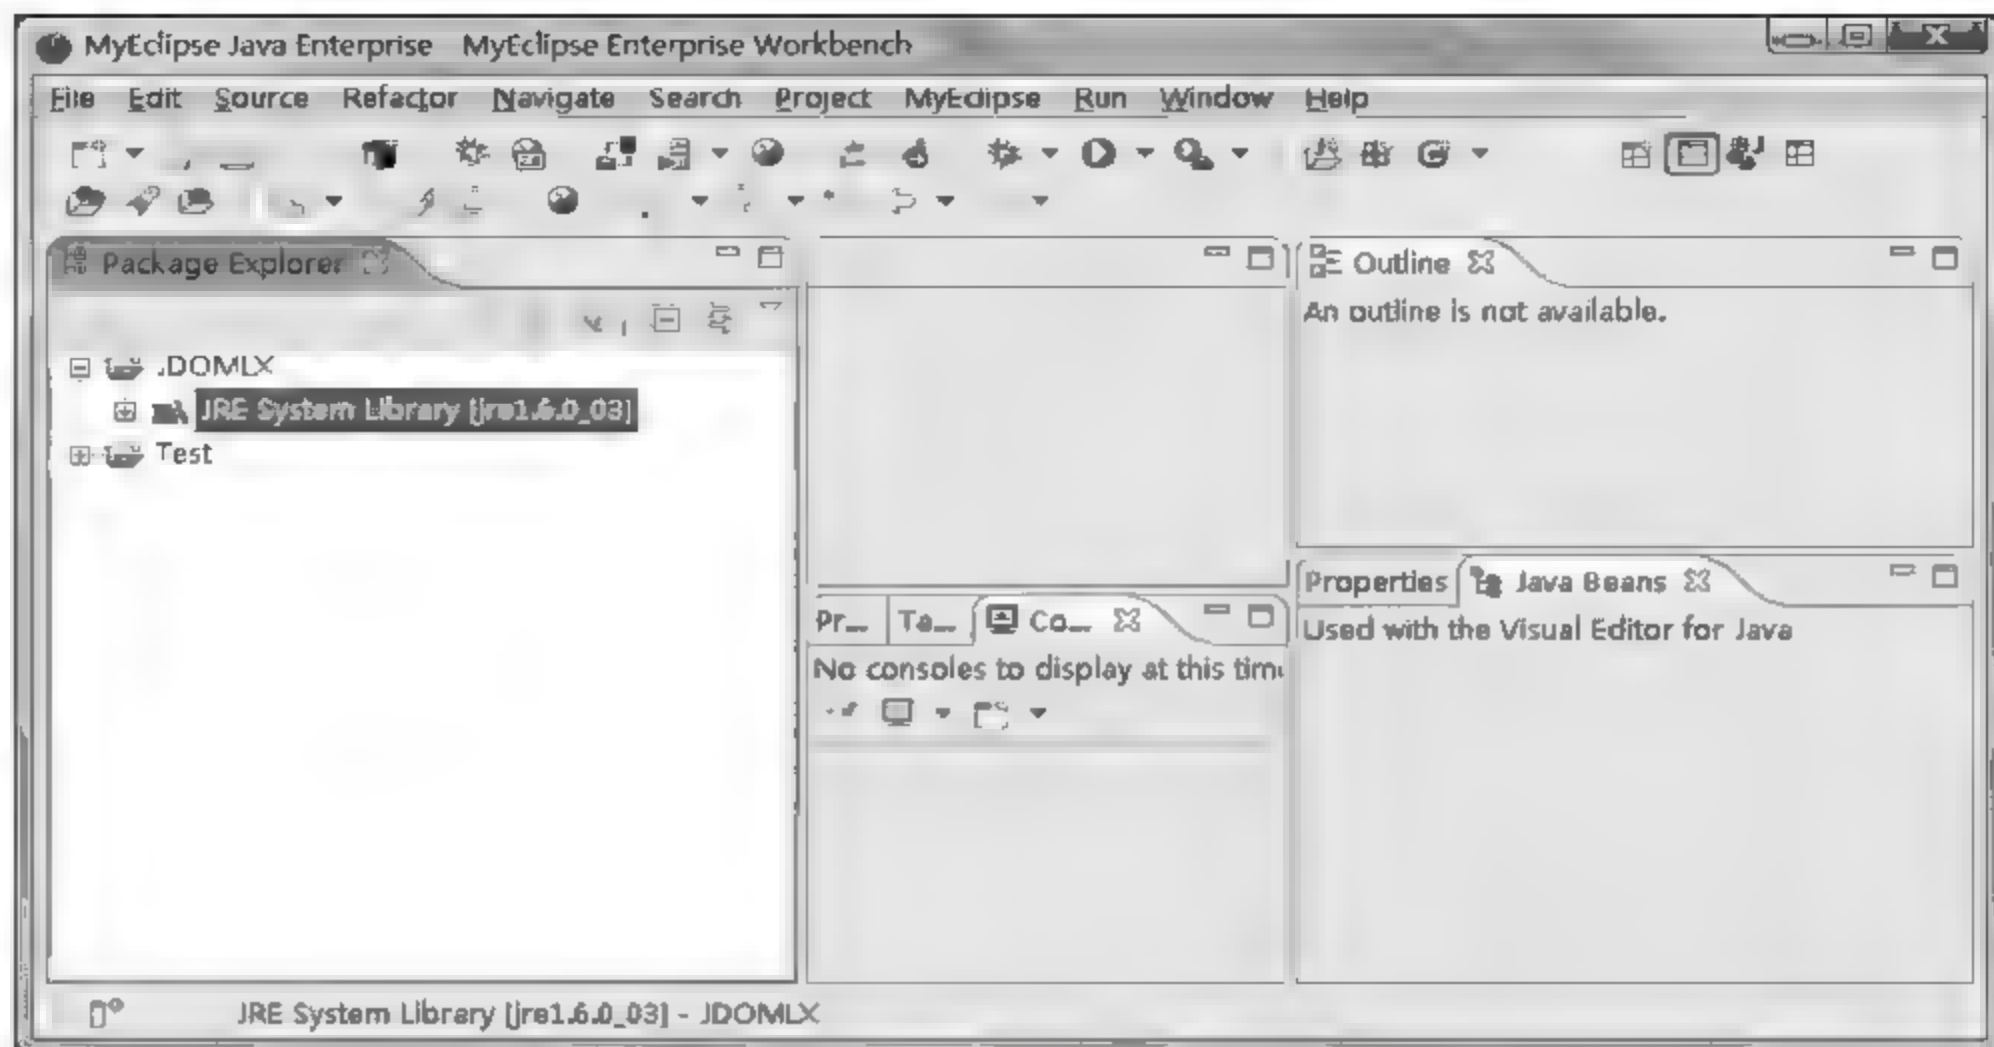 MyEclipse Java Enterprise MyEclipse Enterprise Workbench
File Edit Source Refactor Navigate Search Project MyEclipse Run Window Help
Package Explorer
JDOMLX
JRE System Library [jre1.6.0_03]
Test
Outline
An outline is not available.
Pr... Ta... Co...
No consoles to display at this time
Properties Java Beans
Used with the Visual Editor for Java
JRE System Library [jre1.6.0_03] - JDOMLX